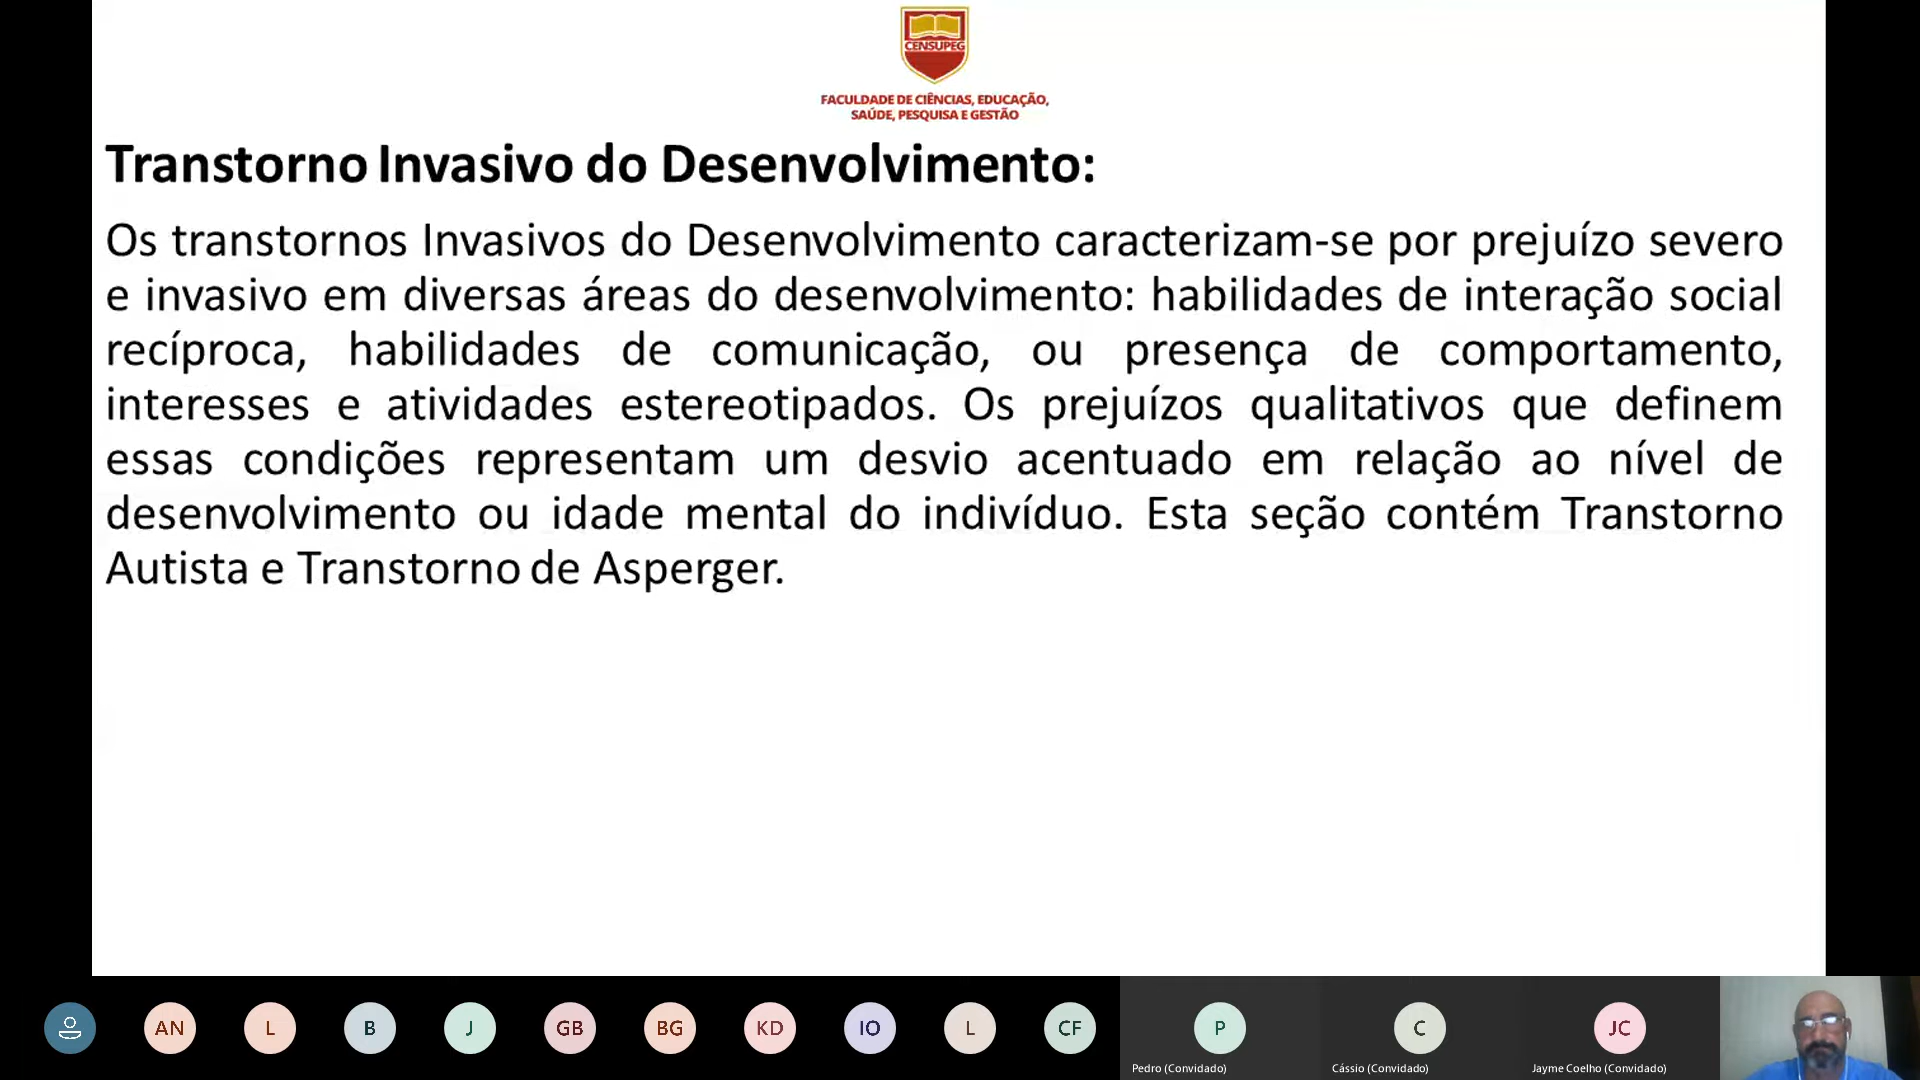 CENSUPEG
FACULDADE DE CIÊNCIAS, EDUCAÇÃO,
SAÚDE, PESQUISA E GESTÃO
Transtorno Invasivo do Desenvolvimento:
Os transtornos Invasivos do Desenvolvimento caracterizam-se por prejuízo severo
e invasivo em diversas áreas do desenvolvimento: habilidades de interação social
recíproca, habilidades de comunicação, ou presença de comportamento,
interesses e atividades estereotipados. Os prejuízos qualitativos que definem
essas condições representam um desvio acentuado em relação ao nível de
desenvolvimento ou idade mental do indivíduo. Esta seção contém Transtorno
Autista e Transtorno de Asperger.
AN L B J GB BG KD IO L CF P C JC
Pedro (Convidado) Cássio (Convidado) Jayme Coelho (Convidado)